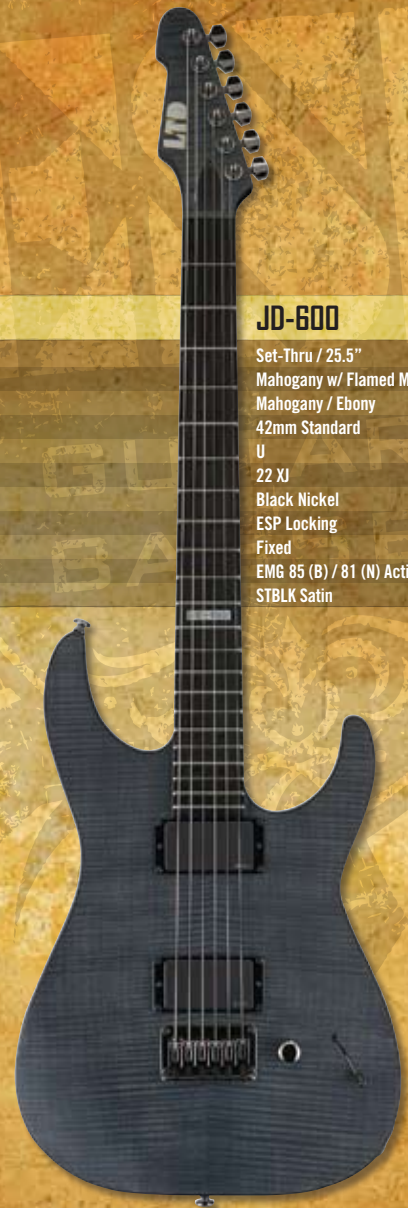 LTD
JD-600
Set-Thru / 25.5”
Mahogany w/ Flamed M
Mahogany / Ebony
42mm Standard
U
22 XJ
Black Nickel
ESP Locking
Fixed
EMG 85 (B) / 81 (N) Acti
STBLK Satin